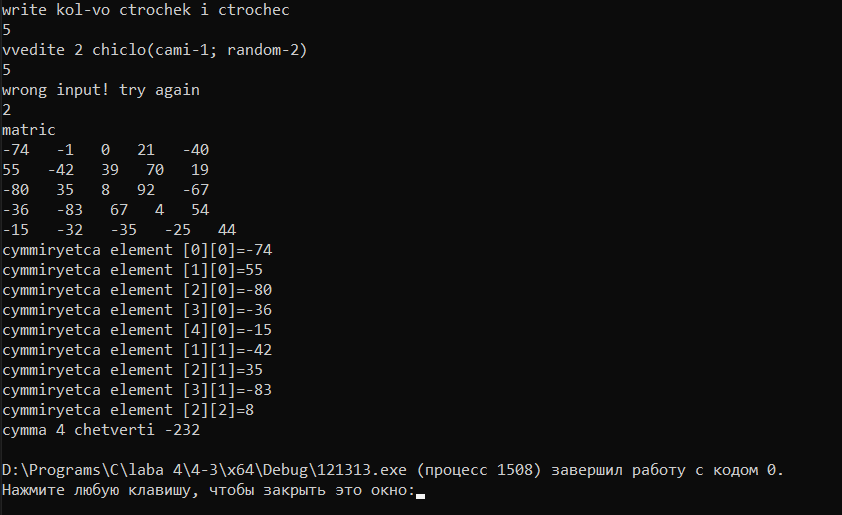 write kol-vo ctrochek i ctrochec
5
vvedite 2 chiclo(cami-1; random-2)
5
wrong input! try again
2
matric
-74   -1   0   21   -40
55   -42   39   70   19
-80   35   8   92   -67
-36   -83   67   4   54
-15   -32   -35   -25   44
cymmiryetca element [0][0]=-74
cymmiryetca element [1][0]=55
cymmiryetca element [2][0]=-80
cymmiryetca element [3][0]=-36
cymmiryetca element [4][0]=-15
cymmiryetca element [1][1]=-42
cymmiryetca element [2][1]=35
cymmiryetca element [3][1]=-83
cymmiryetca element [2][2]=8
cymma 4 chetverti -232
D:\Programs\C\laba 4\4-3\x64\Debug\121313.exe (процесс 1508) завершил работу с кодом 0.
Нажмите любую клавишу, чтобы закрыть это окно: